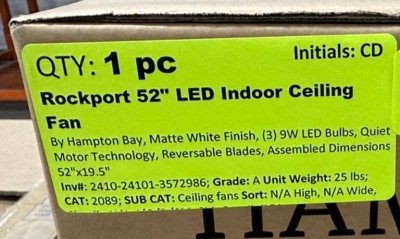 QTY: 1 pc
Initials: CD
Rockport 52" LED Indoor Ceiling
Fan
By Hampton Bay, Matte White Finish, (3) 9W LED Bulbs, Quiet
Motor Technology, Reversable Blades, Assembled Dimensions
52"x19.5"
Inv#: 2410-24101-3572986; Grade: A Unit Weight: 25 lbs;
CAT: 2089; SUB CAT: Ceiling fans Sort: N/A High, N/A Wide,